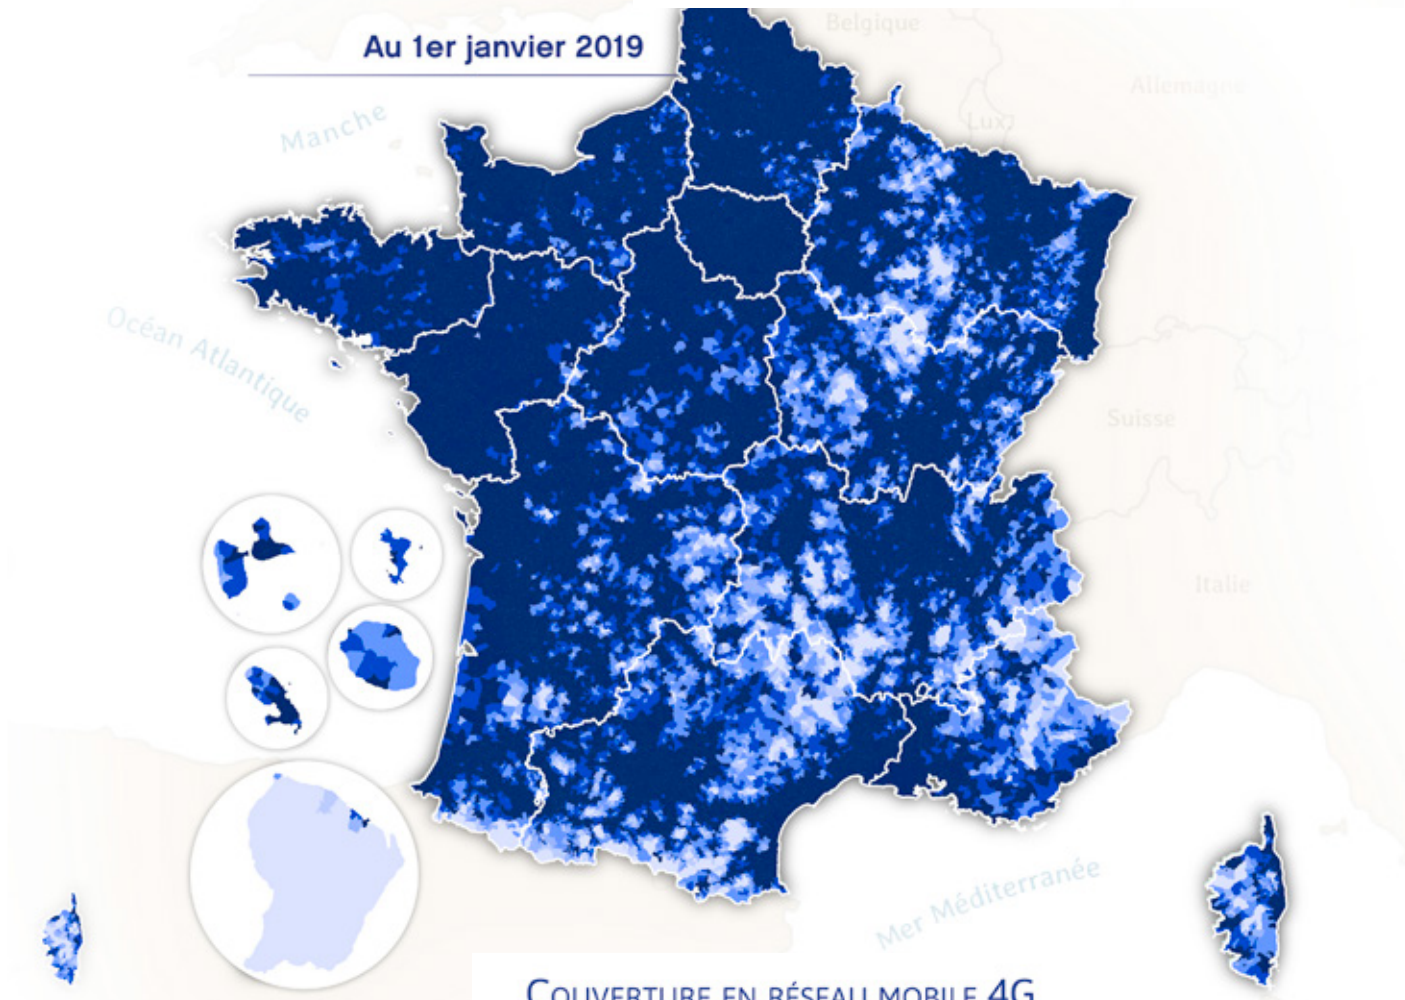 Belgique
Au 1er janvier 2019
Allemagne
Manche
Lux.
Océan Atlantique
Suisse
Italie
Mer Méditerranée
COUVERTURE EN RÉSEAU MOBILE 4G